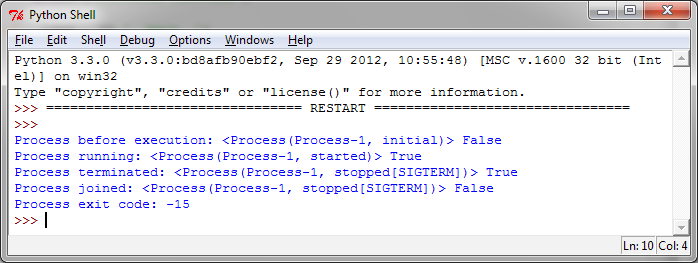 Python Shell
File Edit Shell Debug Options Windows Help
Python 3.3.0 (v3.3.0:bd8afb90ebf2, Sep 29 2012, 10:55:48) [MSC v.1600 32 bit (Int
el)] on win32
Type "copyright", "credits" or "license()" for more information.
>>> ================================ RESTART ================================
>>>
Process before execution: <Process(Process-1, initial)> False
Process running: <Process(Process-1, started)> True
Process terminated: <Process(Process-1, stopped[SIGTERM])> True
Process joined: <Process(Process-1, stopped[SIGTERM])> False
Process exit code: -15
>>>
Ln: 10 Col: 4